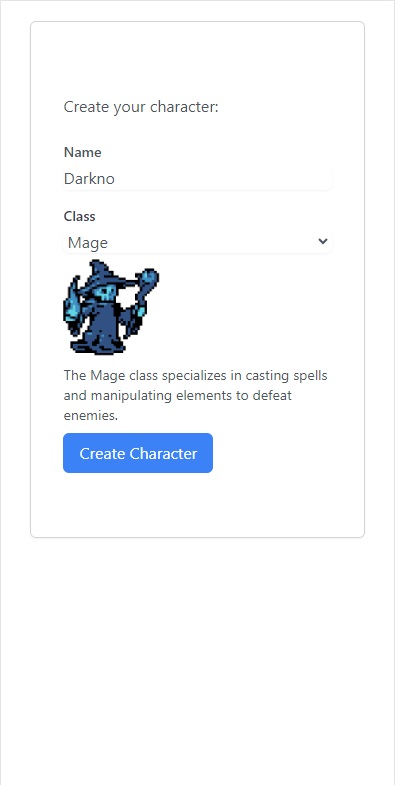 Create your character:
Name
Darkno
Class
Mage
The Mage class specializes in casting spells
and manipulating elements to defeat
enemies.
Create Character